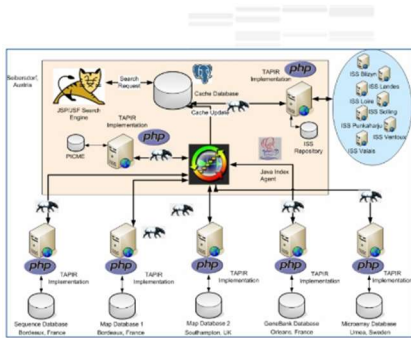 Seibersdorf,
Austria
JSP/JSF Search
Engine
Search
Request
Cache Database
Cache Update
TAPIR
Implementation
php
ISS Bilzyn
ISS Landes
ISS Loire
ISS Solling
ISS Punkaharju
ISS Ventoux
ISS Valais
TAPIR
Implementation
php
PICME
ISS
Repository
Java Index
Agent
Java
php
TAPIR
Implementation
php
TAPIR
Implementation
php
TAPIR
Implementation
php
TAPIR
Implementation
php
TAPIR
Implementation
Sequence Database
Bordeaux, France
Map Database 1
Bordeaux, France
Map Database 2
Southampton, UK
GeneBank Database
Orleans, France
Microarray Database
Umea, Sweden